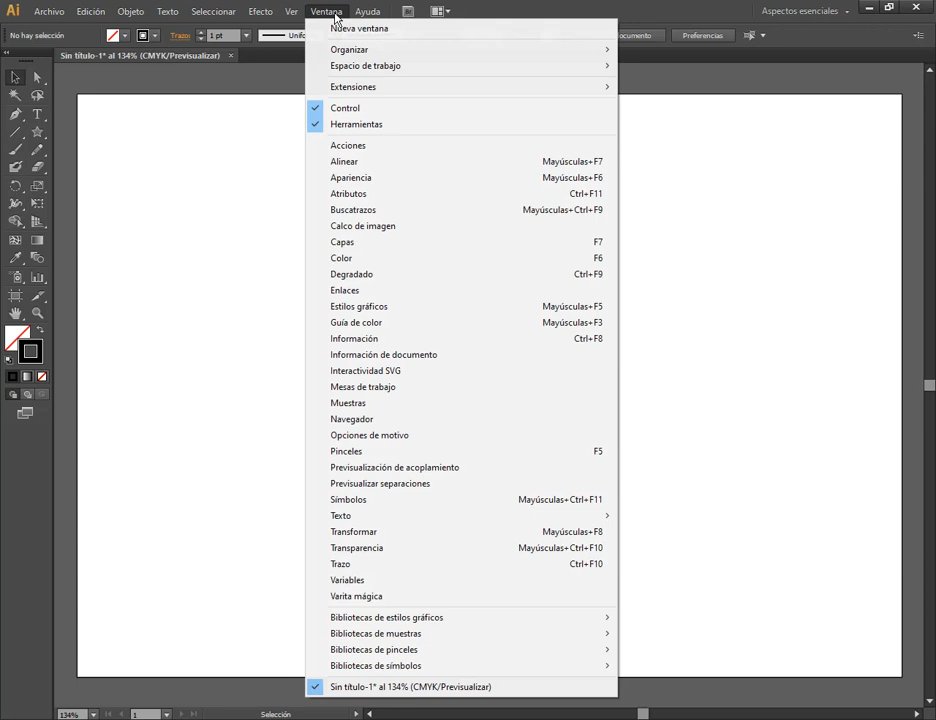 Ai Archivo Edición Objeto Texto Seleccionar Efecto Ver Ventana Ayuda Br Aspectos esenciales
No hay selección Trazo: 1 pt Unifo ocumento Preferencias
Sin título-1* al 134% (CMYK/Previsualizar) ×
Nueva ventana
Organizar
Espacio de trabajo
Extensiones
Control
Herramientas
Acciones
Alinear Mayúsculas+F7
Apariencia Mayúsculas+F6
Atributos Ctrl+F11
Buscatrazos Mayúsculas+Ctrl+F9
Calco de imagen
Capas F7
Color F6
Degradado Ctrl+F9
Enlaces
Estilos gráficos Mayúsculas+F5
Guía de color Mayúsculas+F3
Información Ctrl+F8
Información de documento
Interactividad SVG
Mesas de trabajo
Muestras
Navegador
Opciones de motivo
Pinceles F5
Previsualización de acoplamiento
Previsualizar separaciones
Símbolos Mayúsculas+Ctrl+F11
Texto
Transformar Mayúsculas+F8
Transparencia Mayúsculas+Ctrl+F10
Trazo Ctrl+F10
Variables
Varita mágica
Bibliotecas de estilos gráficos
Bibliotecas de muestras
Bibliotecas de pinceles
Bibliotecas de símbolos
Sin título-1* al 134% (CMYK/Previsualizar)
134% 1 Selección